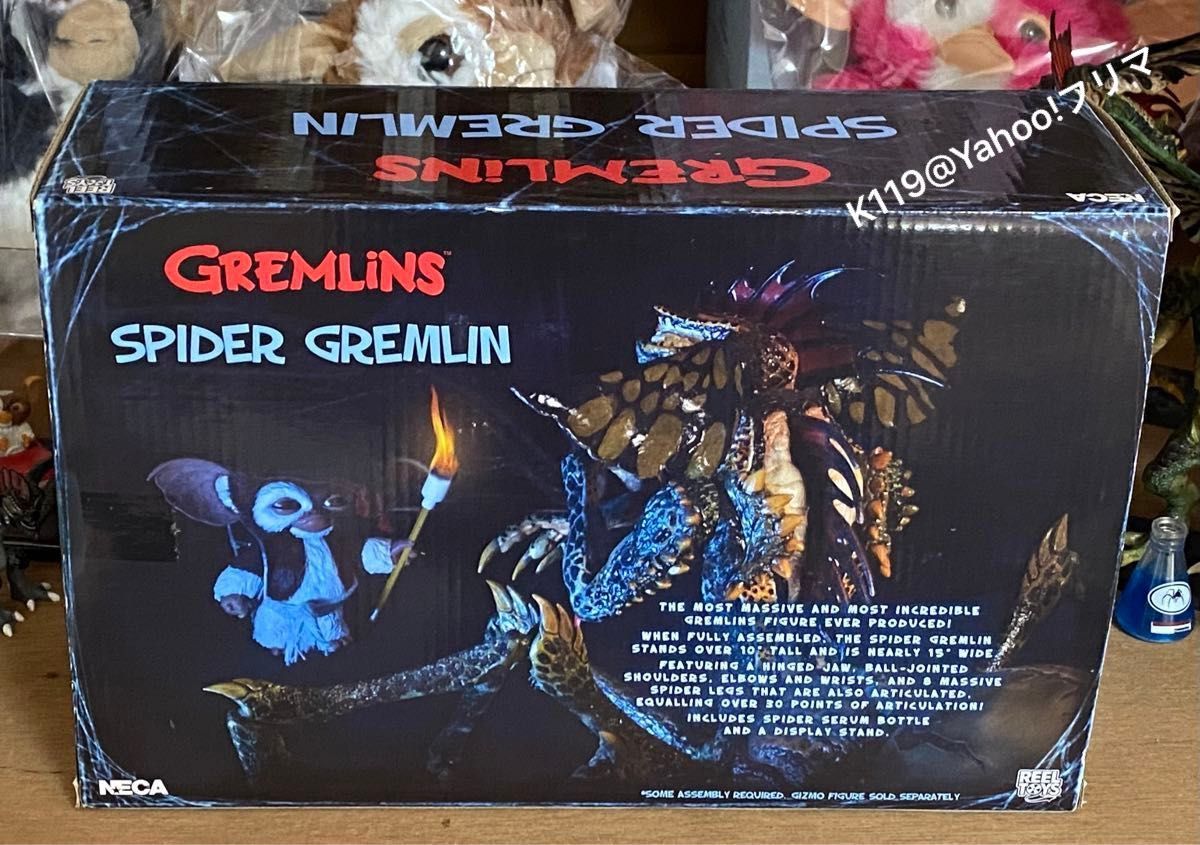 SPIDER GREMLIN
GREMLiNS
REEL TOYS
NECA
K119@Yahoo!フリマ
GREMLiNS™
SPIDER GREMLIN
THE MOST MASSIVE AND MOST INCREDIBLE
GREMLINS FIGURE EVER PRODUCED!
WHEN FULLY ASSEMBLED, THE SPIDER GREMLIN
STANDS OVER 10" TALL AND IS NEARLY 15" WIDE.
FEATURING A HINGED JAW, BALL-JOINTED
SHOULDERS, ELBOWS AND WRISTS, AND 8 MASSIVE
SPIDER LEGS THAT ARE ALSO ARTICULATED,
EQUALLING OVER 30 POINTS OF ARTICULATION!
INCLUDES SPIDER SERUM BOTTLE
AND A DISPLAY STAND.
NECA
*SOME ASSEMBLY REQUIRED. GIZMO FIGURE SOLD SEPARATELY
REEL
TOYS